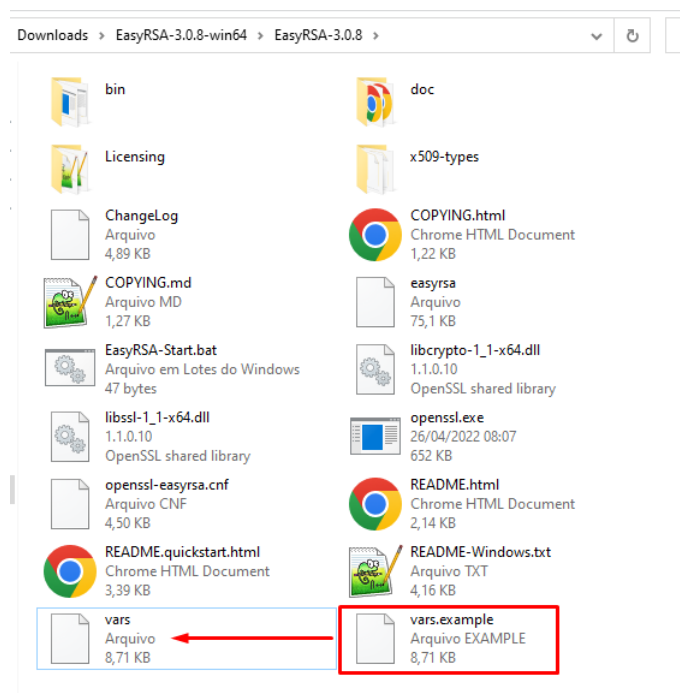 Downloads > EasyRSA-3.0.8-win64 > EasyRSA-3.0.8 >
bin
doc
Licensing
x509-types
ChangeLog
Arquivo
4,89 KB
COPYING.html
Chrome HTML Document
1,22 KB
COPYING.md
Arquivo MD
1,27 KB
easyrsa
Arquivo
75,1 KB
EasyRSA-Start.bat
Arquivo em Lotes do Windows
47 bytes
libcrypto-1_1-x64.dll
1.1.0.10
OpenSSL shared library
libssl-1_1-x64.dll
1.1.0.10
OpenSSL shared library
openssl.exe
26/04/2022 08:07
652 KB
openssl-easyrsa.cnf
Arquivo CNF
4,50 KB
README.html
Chrome HTML Document
2,14 KB
README.quickstart.html
Chrome HTML Document
3,39 KB
README-Windows.txt
Arquivo TXT
4,16 KB
vars
Arquivo
8,71 KB
vars.example
Arquivo EXAMPLE
8,71 KB